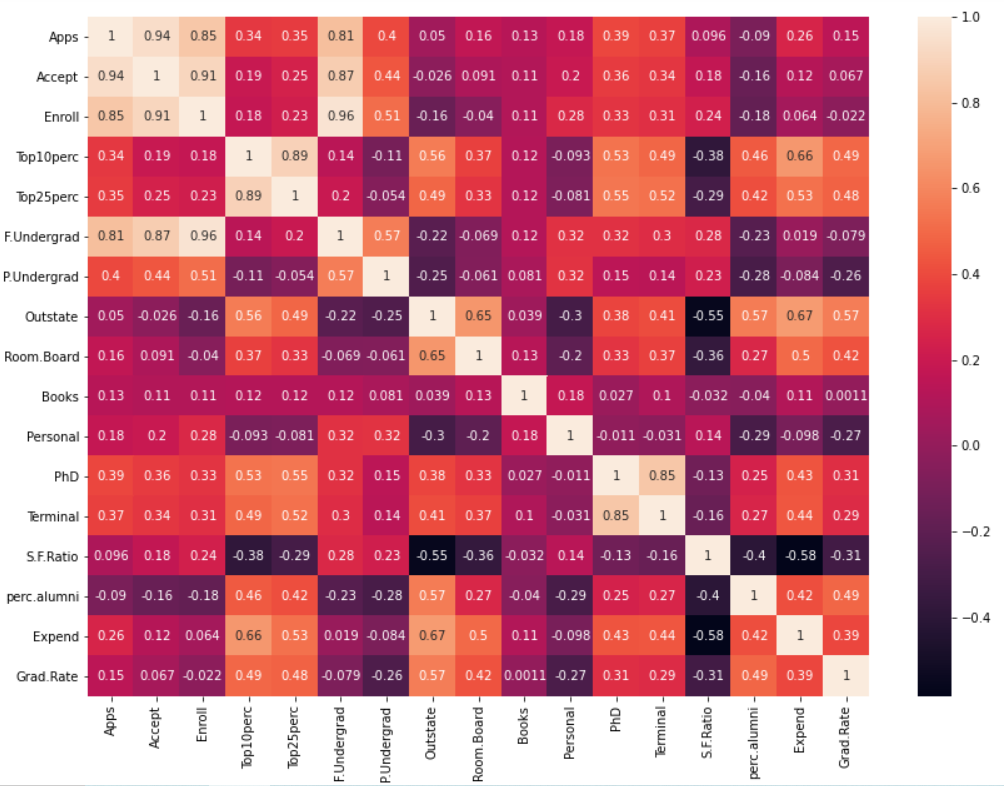 Apps 1 0.94 0.85 0.34 0.35 0.81 0.4 0.05 0.16 0.13 0.18 0.39 0.37 0.096 -0.09 0.26 0.15
Accept 0.94 1 0.91 0.19 0.25 0.87 0.44 -0.026 0.091 0.11 0.2 0.36 0.34 0.18 -0.16 0.12 0.067
Enroll 0.85 0.91 1 0.18 0.23 0.96 0.51 -0.16 -0.04 0.11 0.28 0.33 0.31 0.24 -0.18 0.064 -0.022
Top10perc 0.34 0.19 0.18 1 0.89 0.14 -0.11 0.56 0.37 0.12 -0.093 0.53 0.49 -0.38 0.46 0.66 0.49
Top25perc 0.35 0.25 0.23 0.89 1 0.2 -0.054 0.49 0.33 0.12 -0.081 0.55 0.52 -0.29 0.42 0.53 0.48
F.Undergrad 0.81 0.87 0.96 0.14 0.2 1 0.57 -0.22 -0.069 0.12 0.32 0.32 0.3 0.28 -0.23 0.019 -0.079
P.Undergrad 0.4 0.44 0.51 -0.11 -0.054 0.57 1 -0.25 -0.061 0.081 0.32 0.15 0.14 0.23 -0.28 -0.084 -0.26
Outstate 0.05 -0.026 -0.16 0.56 0.49 -0.22 -0.25 1 0.65 0.039 -0.3 0.38 0.41 -0.55 0.57 0.67 0.57
Room.Board 0.16 0.091 -0.04 0.37 0.33 -0.069 -0.061 0.65 1 0.13 -0.2 0.33 0.37 -0.36 0.27 0.5 0.42
Books 0.13 0.11 0.11 0.12 0.12 0.12 0.081 0.039 0.13 1 0.18 0.027 0.1 -0.032 -0.04 0.11 0.0011
Personal 0.18 0.2 0.28 -0.093 -0.081 0.32 0.32 -0.3 -0.2 0.18 1 -0.011 -0.031 0.14 -0.29 -0.098 -0.27
PhD 0.39 0.36 0.33 0.53 0.55 0.32 0.15 0.38 0.33 0.027 -0.011 1 0.85 -0.13 0.25 0.43 0.31
Terminal 0.37 0.34 0.31 0.49 0.52 0.3 0.14 0.41 0.37 0.1 -0.031 0.85 1 -0.16 0.27 0.44 0.29
S.F.Ratio 0.096 0.18 0.24 -0.38 -0.29 0.28 0.23 -0.55 -0.36 -0.032 0.14 -0.13 -0.16 1 -0.4 -0.58 -0.31
perc.alumni -0.09 -0.16 -0.18 0.46 0.42 -0.23 -0.28 0.57 0.27 -0.04 -0.29 0.25 0.27 -0.4 1 0.42 0.49
Expend 0.26 0.12 0.064 0.66 0.53 0.019 -0.084 0.67 0.5 0.11 -0.098 0.43 0.44 -0.58 0.42 1 0.39
Grad.Rate 0.15 0.067 -0.022 0.49 0.48 -0.079 -0.26 0.57 0.42 0.0011 -0.27 0.31 0.29 -0.31 0.49 0.39 1
Apps Accept Enroll Top10perc Top25perc F.Undergrad P.Undergrad Outstate Room.Board Books Personal PhD Terminal S.F.Ratio perc.alumni Expend Grad.Rate
1.0
0.8
0.6
0.4
0.2
0.0
−0.2
−0.4